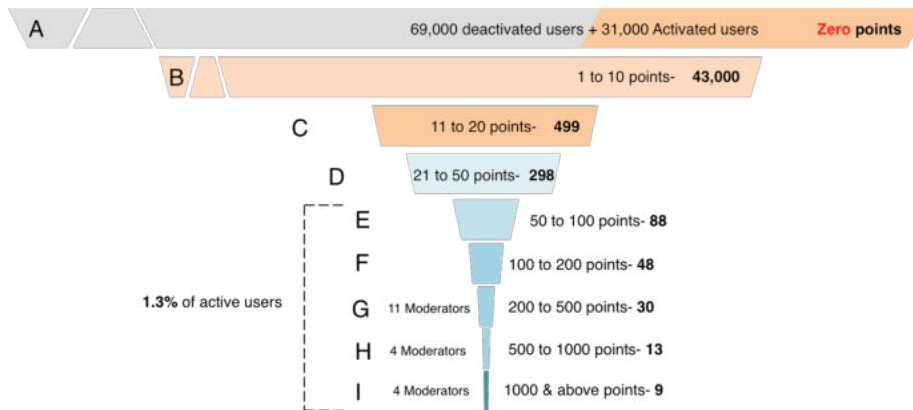 A 69,000 deactivated users + 31,000 Activated users Zero points
B 1 to 10 points- 43,000
C 11 to 20 points- 499
D 21 to 50 points- 298
E 50 to 100 points- 88
F 100 to 200 points- 48
1.3% of active users
G 11 Moderators 200 to 500 points- 30
H 4 Moderators 500 to 1000 points- 13
I 4 Moderators 1000 & above points- 9